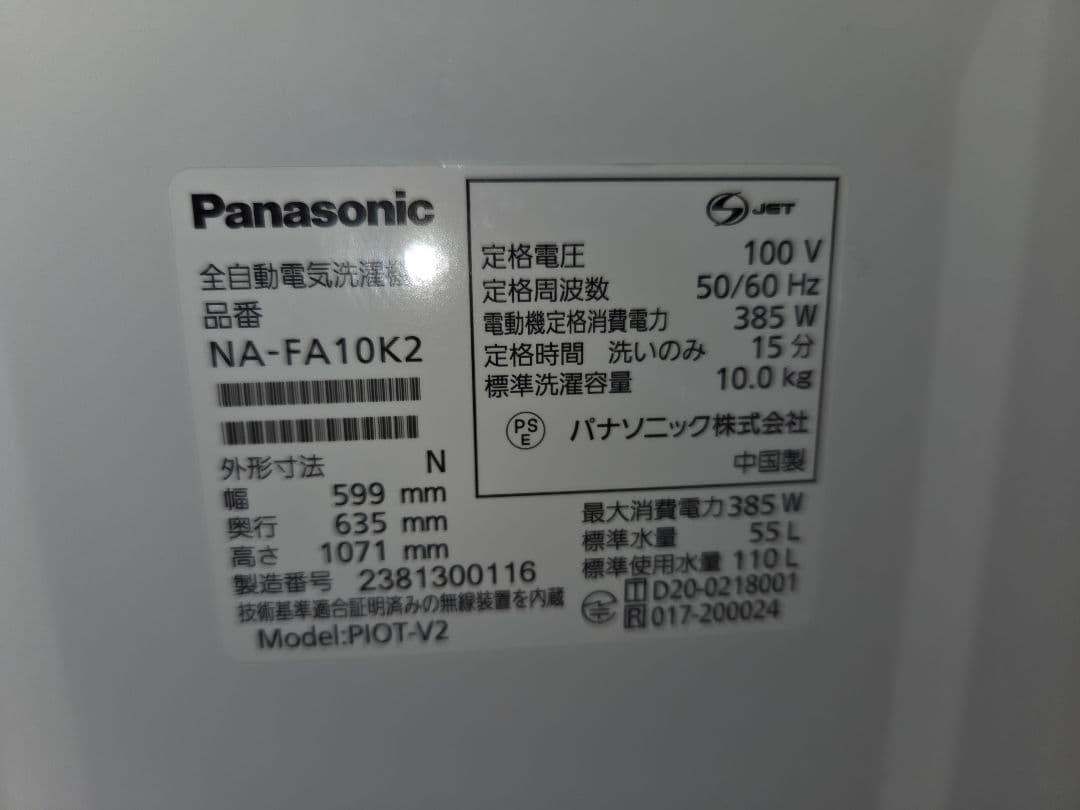 Panasonic
全自動電気洗濯機
品番
NA-FA10K2
外形寸法 N
幅 599 mm
奥行 635 mm
高さ 1071 mm
製造番号 2381300116
技術基準適合証明済みの無線装置を内蔵
Model:PIOT-V2
S JET
定格電圧 100 V
定格周波数 50/60 Hz
電動機定格消費電力 385 W
定格時間 洗いのみ 15 分
標準洗濯容量 10.0 kg
PS E パナソニック株式会社
中国製
最大消費電力 385 W
標準水量 55 L
標準使用水量 110 L
T D20-0218001
R 017-200024